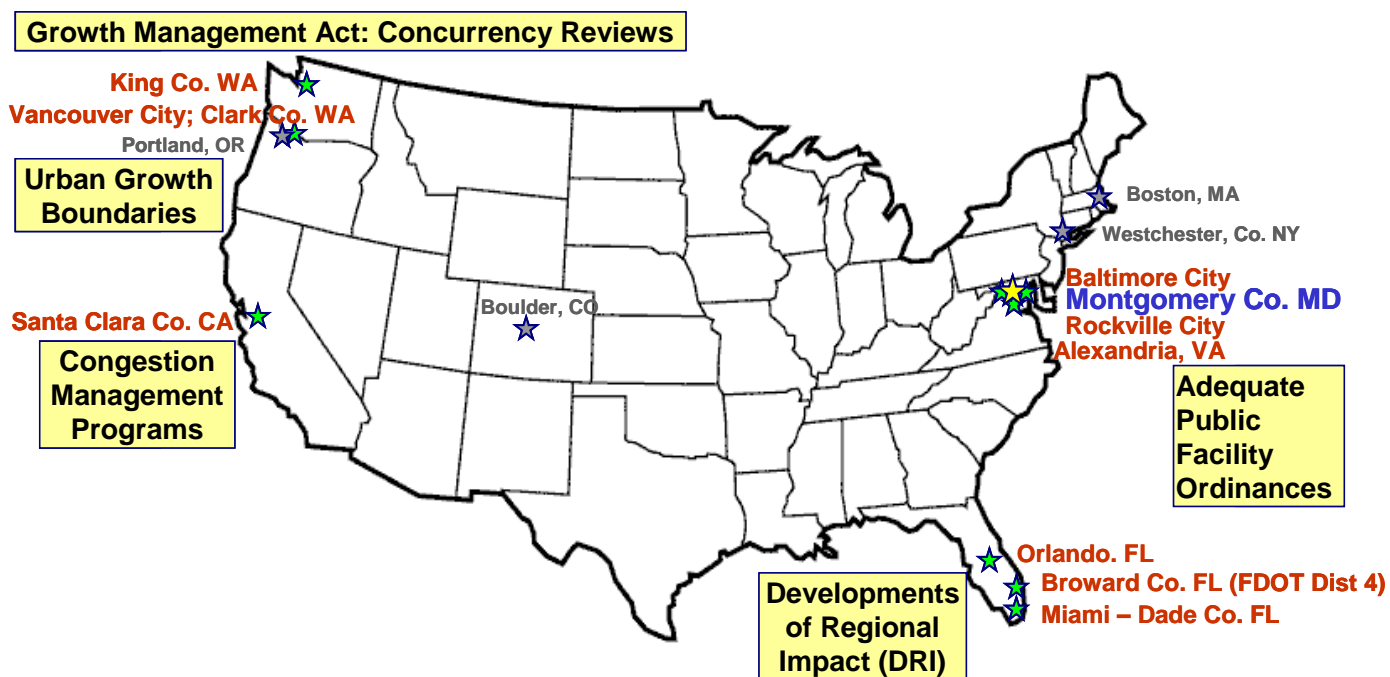 Growth Management Act: Concurrency Reviews
King Co. WA
Vancouver City; Clark Co. WA
Portland, OR
Urban Growth
Boundaries
Boston, MA
Westchester, Co. NY
Baltimore City
Montgomery Co. MD
Rockville City
Alexandria, VA
Boulder, CO
Santa Clara Co. CA
Congestion
Management
Programs
Adequate
Public
Facility
Ordinances
Orlando. FL
Broward Co. FL (FDOT Dist 4)
Miami – Dade Co. FL
Developments
of Regional
Impact (DRI)